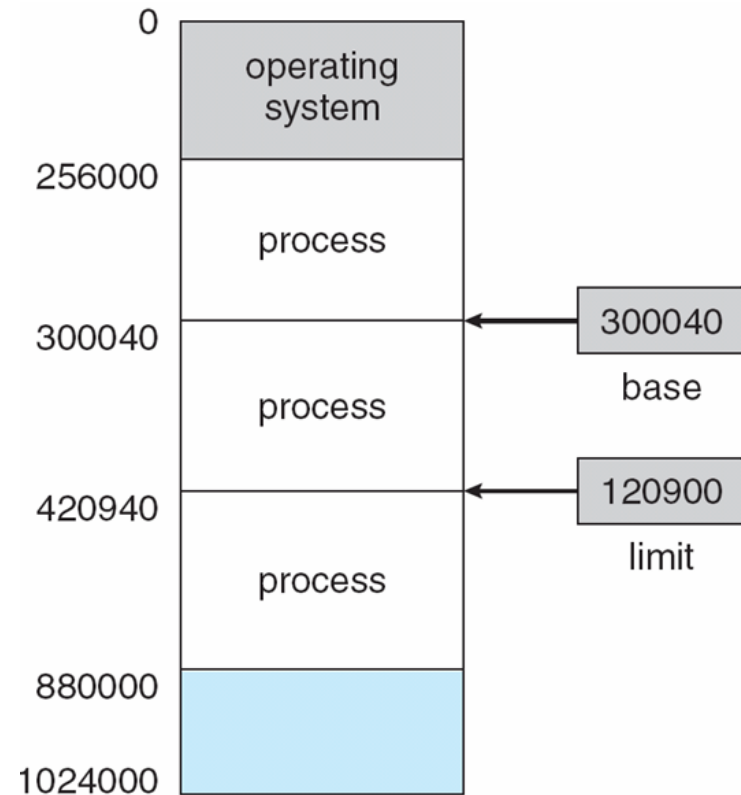 0
operating
system
256000
process
300040
300040
base
process
420940
120900
limit
process
880000
1024000